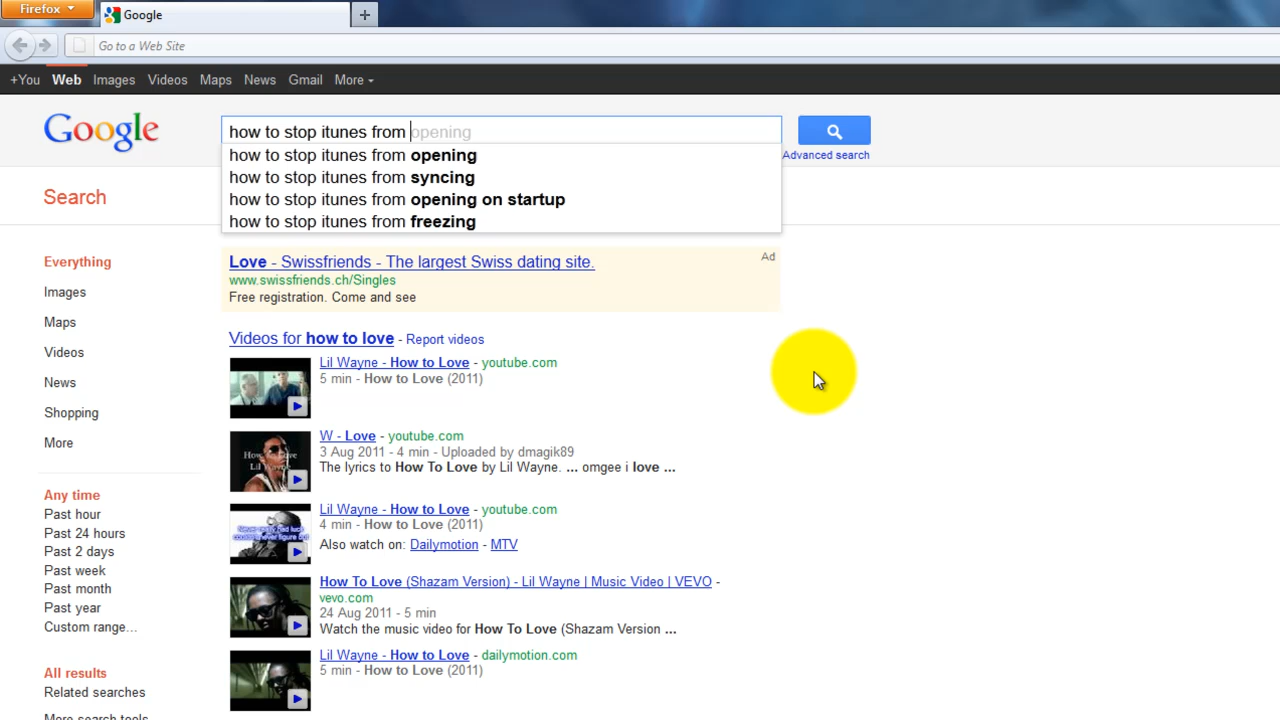 Firefox
Google
Go to a Web Site
+You Web Images Videos Maps News Gmail More
Google
how to stop itunes from opening
how to stop itunes from opening
how to stop itunes from syncing
how to stop itunes from opening on startup
how to stop itunes from freezing
Advanced search
Search
Everything
Images
Maps
Videos
News
Shopping
More
Any time
Past hour
Past 24 hours
Past 2 days
Past week
Past month
Past year
Custom range...
All results
Related searches
More search tools
Love - Swissfriends - The largest Swiss dating site.
Ad
www.swissfriends.ch/Singles
Free registration. Come and see
Videos for how to love - Report videos
Lil Wayne - How to Love - youtube.com
5 min - How to Love (2011)
W - Love - youtube.com
3 Aug 2011 - 4 min - Uploaded by dmagik89
The lyrics to How To Love by Lil Wayne. ... omgee i love ...
How To Love
Lil Wayne
Lil Wayne - How to Love - youtube.com
4 min - How to Love (2011)
Also watch on: Dailymotion - MTV
How To Love (Shazam Version) - Lil Wayne | Music Video | VEVO -
vevo.com
24 Aug 2011 - 5 min
Watch the music video for How To Love (Shazam Version ...
Lil Wayne - How to Love - dailymotion.com
5 min - How to Love (2011)